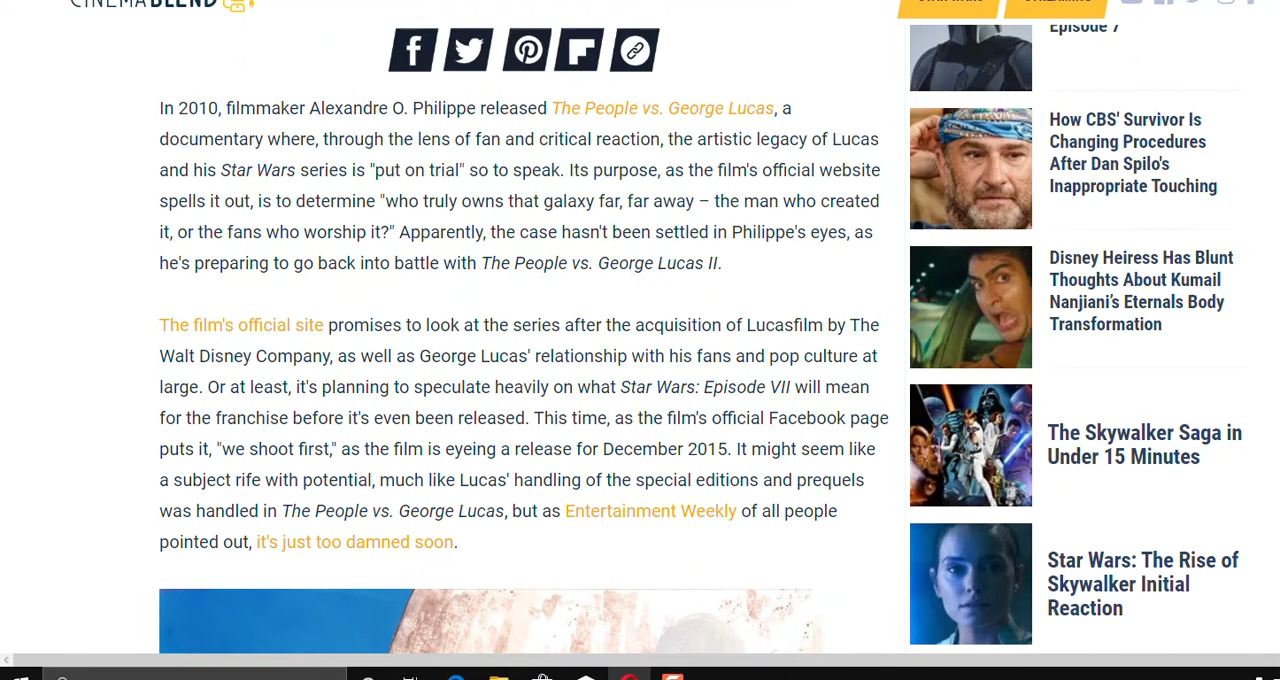 CINEMABLEND
In 2010, filmmaker Alexandre O. Philippe released The People vs. George Lucas, a
documentary where, through the lens of fan and critical reaction, the artistic legacy of Lucas
and his Star Wars series is "put on trial" so to speak. Its purpose, as the film's official website
spells it out, is to determine "who truly owns that galaxy far, far away – the man who created
it, or the fans who worship it?" Apparently, the case hasn't been settled in Philippe's eyes, as
he's preparing to go back into battle with The People vs. George Lucas II.
The film's official site promises to look at the series after the acquisition of Lucasfilm by The
Walt Disney Company, as well as George Lucas' relationship with his fans and pop culture at
large. Or at least, it's planning to speculate heavily on what Star Wars: Episode VII will mean
for the franchise before it's even been released. This time, as the film's official Facebook page
puts it, "we shoot first," as the film is eyeing a release for December 2015. It might seem like
a subject rife with potential, much like Lucas' handling of the special editions and prequels
was handled in The People vs. George Lucas, but as Entertainment Weekly of all people
pointed out, it's just too damned soon.
Episode 7
How CBS' Survivor Is
Changing Procedures
After Dan Spilo's
Inappropriate Touching
Disney Heiress Has Blunt
Thoughts About Kumail
Nanjiani's Eternals Body
Transformation
The Skywalker Saga in
Under 15 Minutes
Star Wars: The Rise of
Skywalker Initial
Reaction